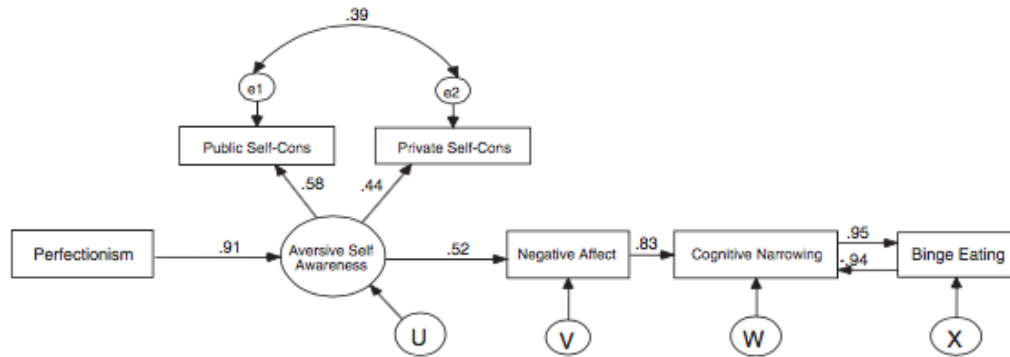 .39
e1
e2
Public Self-Cons
Private Self-Cons
.58
.44
Perfectionism
.91
Aversive Self
Awareness
.52
Negative Affect
.83
Cognitive Narrowing
.95
-.94
Binge Eating
U
V
W
X